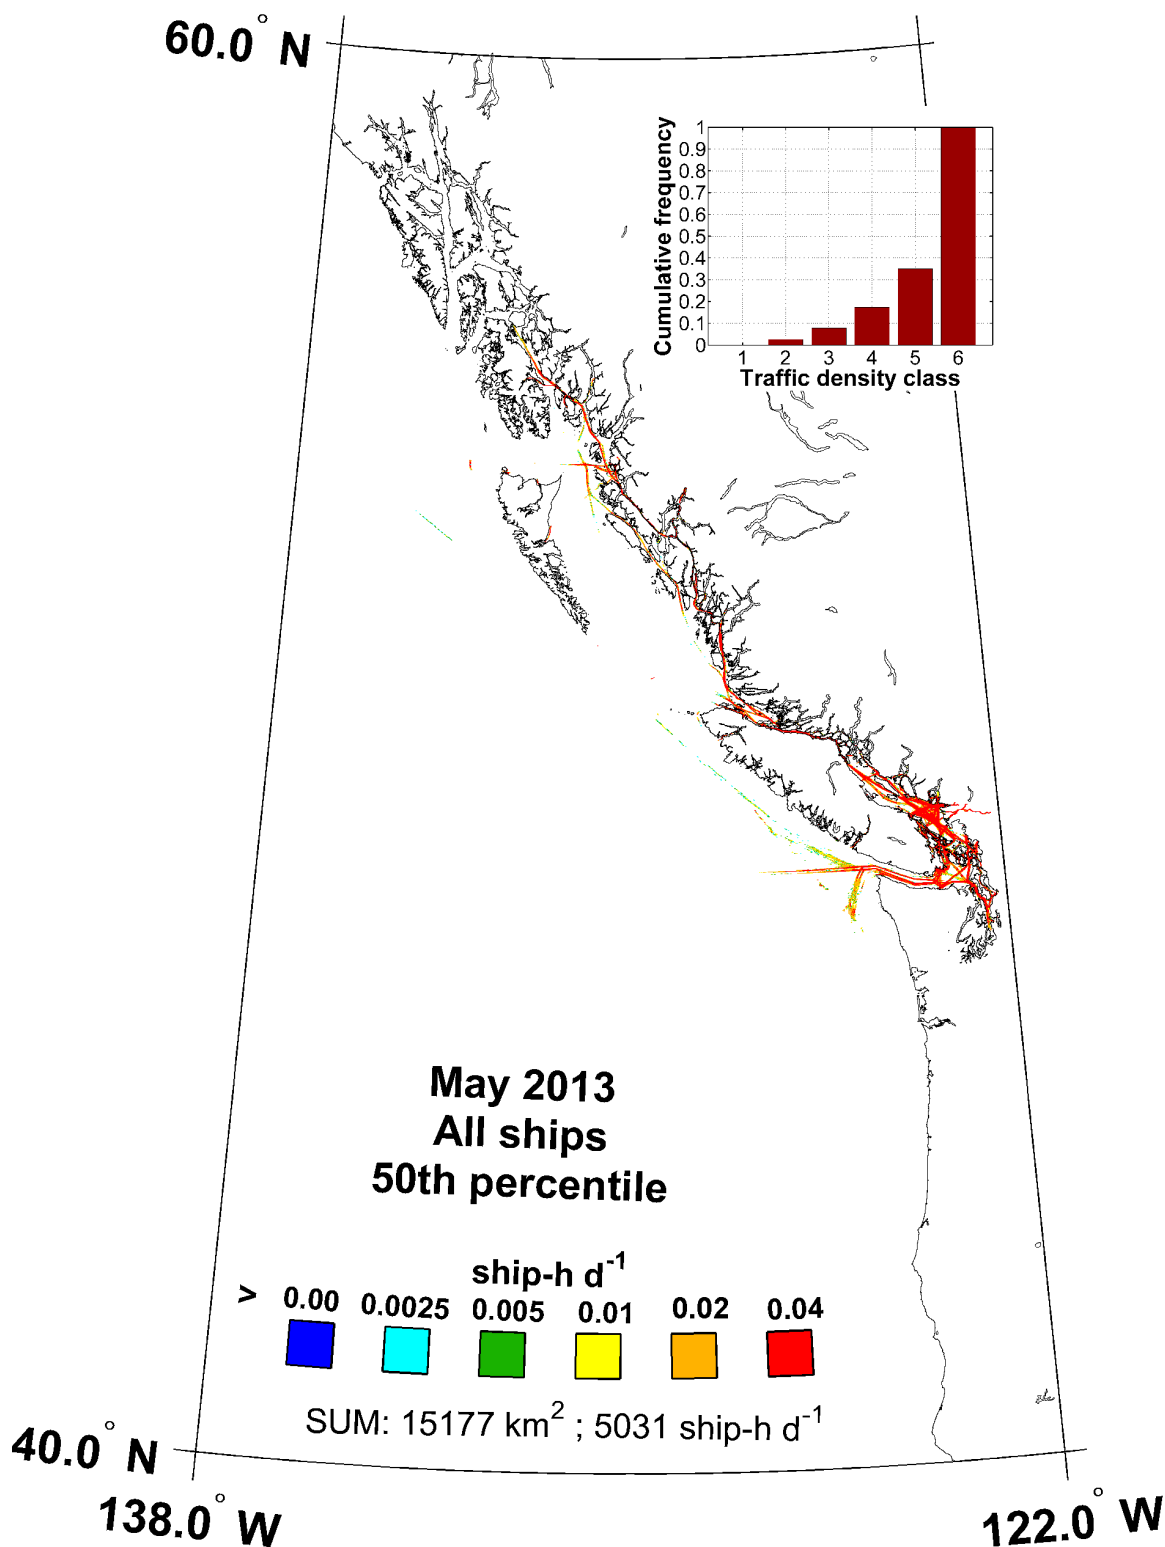 60.0° N
Cumulative frequency
1
0.9
0.8
0.7
0.6
0.5
0.4
0.3
0.2
0.1
0
1 2 3 4 5 6
Traffic density class
May 2013
All ships
50th percentile
ship-h d⁻¹
> 0.00 0.0025 0.005 0.01 0.02 0.04
SUM: 15177 km² ; 5031 ship-h d⁻¹
40.0° N
138.0° W
122.0° W